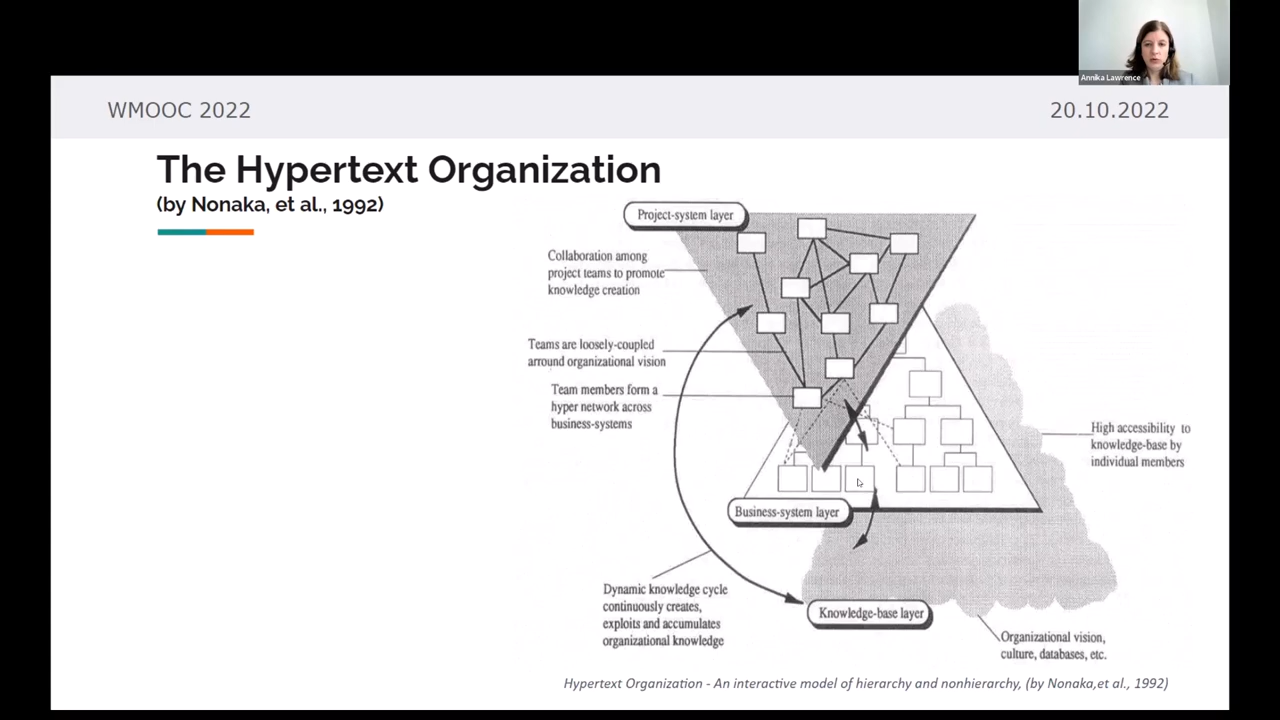 Annika Lawrence
WMOOC 2022
20.10.2022
The Hypertext Organization
(by Nonaka, et al., 1992)
Project-system layer
Collaboration among
project teams to promote
knowledge creation
Teams are loosely-coupled
arround organizational vision
Team members form a
hyper network across
business-systems
High accessibility to
knowledge-base by
individual members
Business-system layer
Dynamic knowledge cycle
continuously creates,
exploits and accumulates
organizational knowledge
Knowledge-base layer
Organizational vision,
culture, databases, etc.
Hypertext Organization - An interactive model of hierarchy and nonhierarchy, (by Nonaka,et al., 1992)